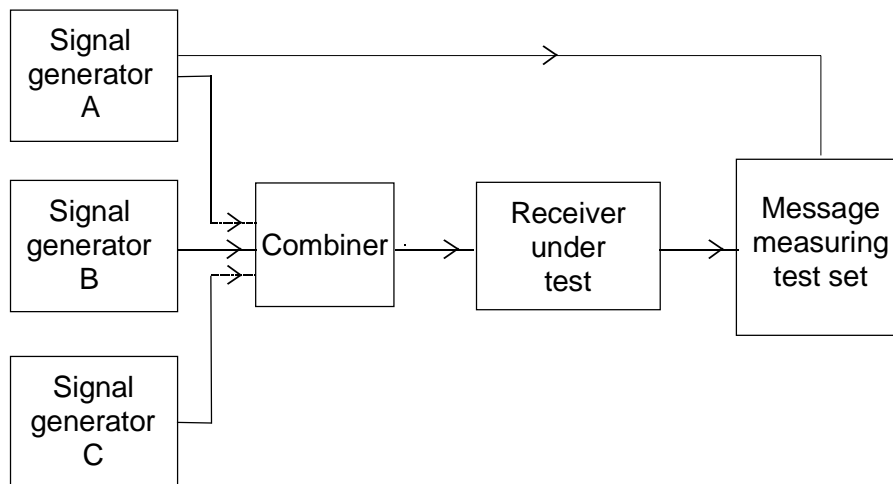 Signal
generator
A
Signal
generator
B
Signal
generator
C
Combiner
Receiver
under
test
Message
measuring
test set